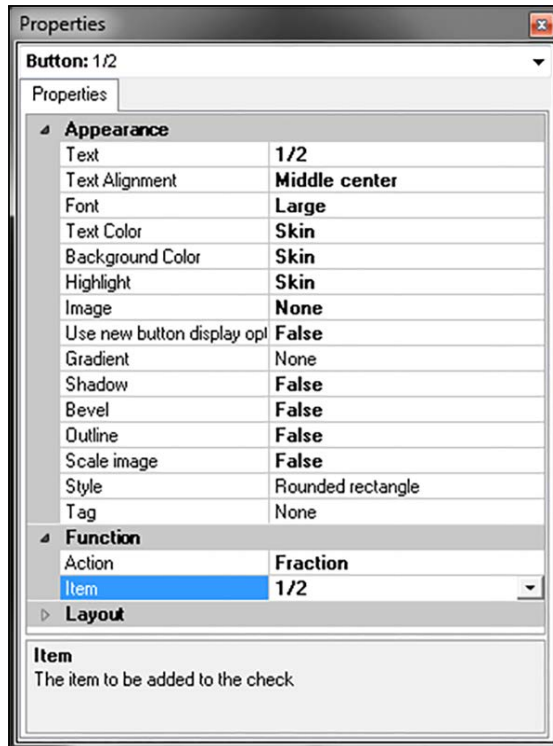 Properties
Button: 1/2
Properties
Appearance
Text 1/2
Text Alignment Middle center
Font Large
Text Color Skin
Background Color Skin
Highlight Skin
Image None
Use new button display opt False
Gradient None
Shadow False
Bevel False
Outline False
Scale image False
Style Rounded rectangle
Tag None
Function
Action Fraction
Item 1/2
Layout
Item
The item to be added to the check